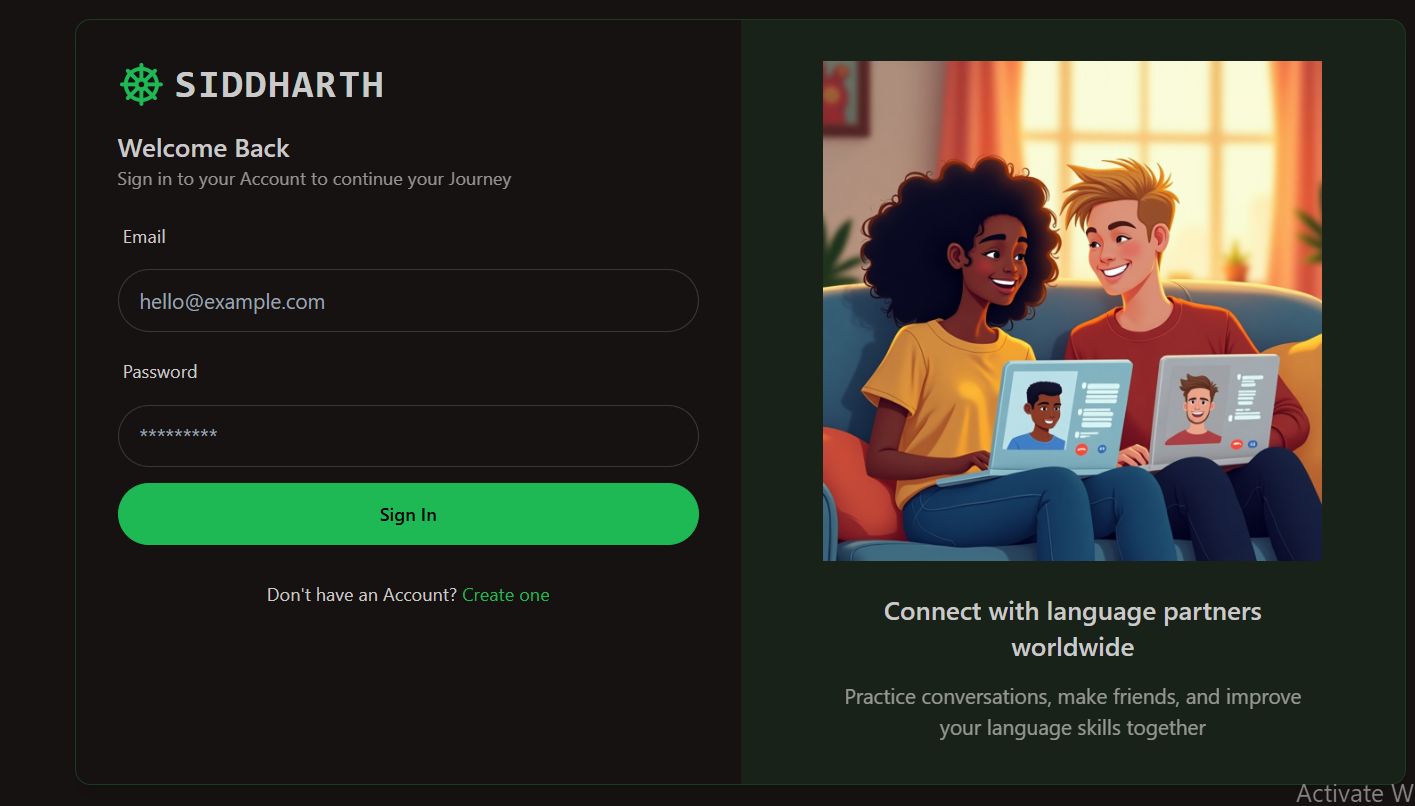 SIDDHARTH
Welcome Back
Sign in to your Account to continue your Journey
Email
hello@example.com
Password
*********
Sign In
Don't have an Account? Create one
Connect with language partners
worldwide
Practice conversations, make friends, and improve
your language skills together
Activate W